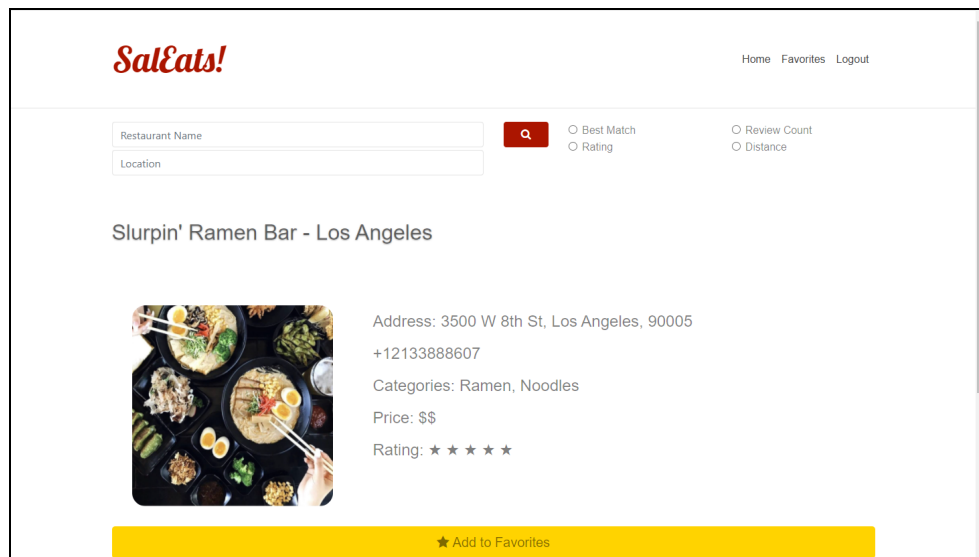 SalEats!
Home Favorites Logout
Restaurant Name
Location
Best Match
Rating
Review Count
Distance
Slurpin' Ramen Bar - Los Angeles
Address: 3500 W 8th St, Los Angeles, 90005
+12133888607
Categories: Ramen, Noodles
Price: $$
Rating: ★ ★ ★ ★ ★
★ Add to Favorites